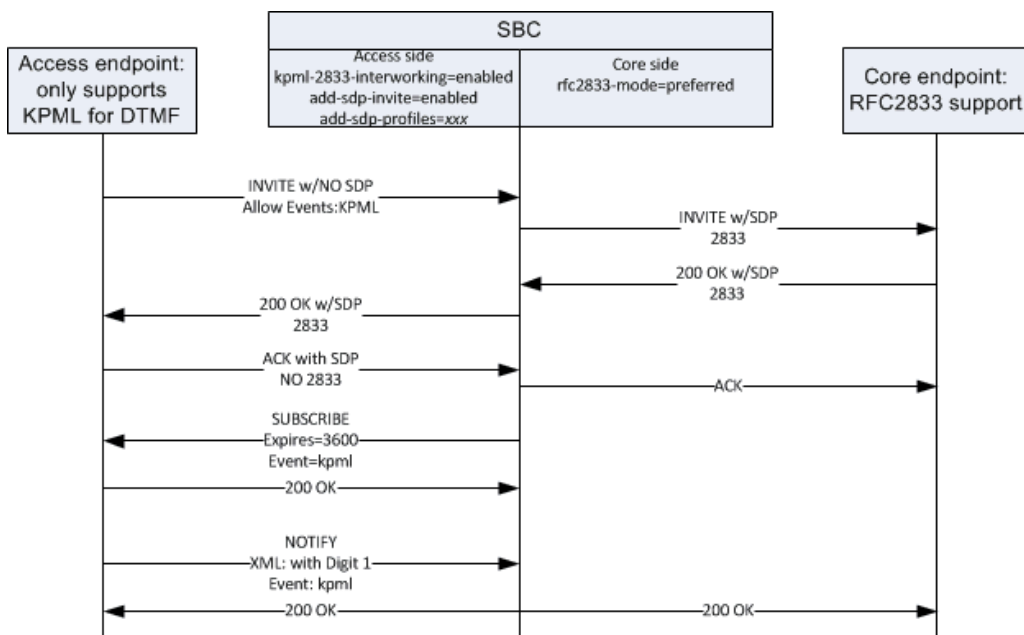 SBC
Access endpoint:
only supports
KPML for DTMF
Access side
kpml-2833-interworking=enabled
add-sdp-invite=enabled
add-sdp-profiles=xxx
Core side
rfc2833-mode=preferred
Core endpoint:
RFC2833 support
INVITE w/NO SDP
Allow Events:KPML
INVITE w/SDP
2833
200 OK w/SDP
2833
200 OK w/SDP
2833
ACK with SDP
NO 2833
ACK
SUBSCRIBE
Expires=3600
Event=kpml
200 OK
NOTIFY
XML: with Digit 1
Event: kpml
200 OK
200 OK